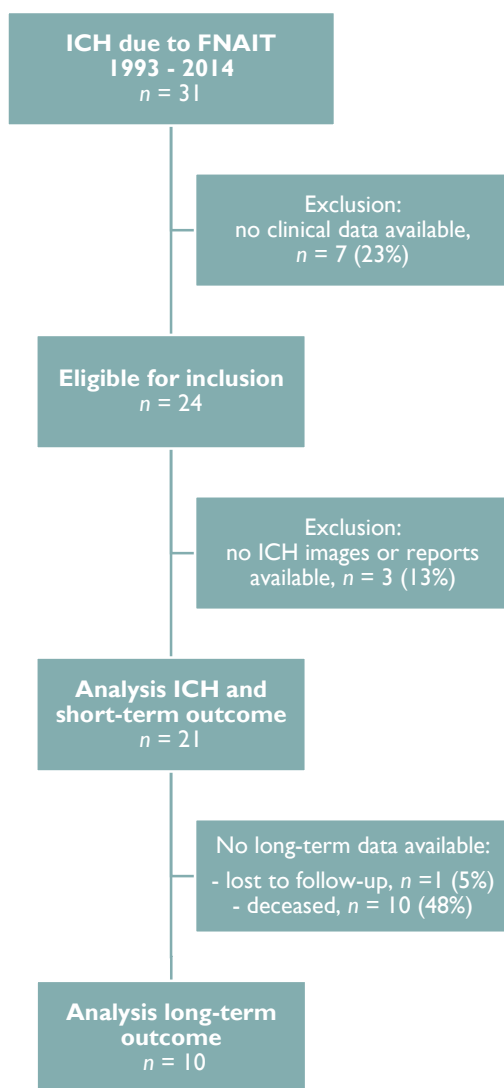 ICH due to FNAIT
1993 - 2014
n = 31
Exclusion:
no clinical data available,
n = 7 (23%)
Eligible for inclusion
n = 24
Exclusion:
no ICH images or reports
available, n = 3 (13%)
Analysis ICH and
short-term outcome
n = 21
No long-term data available:
- lost to follow-up, n =1 (5%)
- deceased, n = 10 (48%)
Analysis long-term
outcome
n = 10